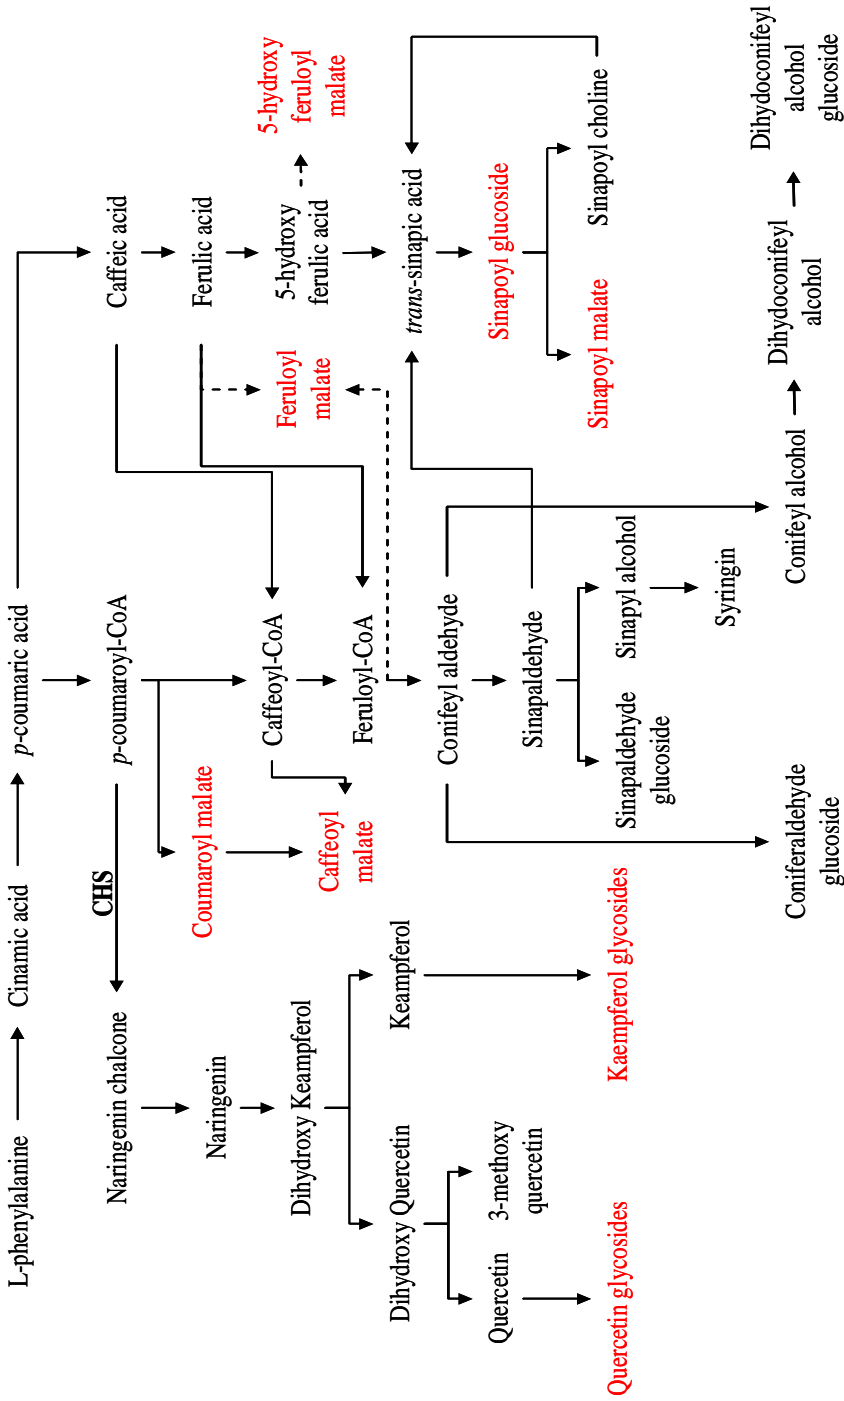 L-phenylalanine
Cinamic acid
p-coumaric acid
Naringenin chalcone
CHS
p-coumaroyl-CoA
Caffeic acid
Naringenin
Coumaroyl malate
Ferulic acid
Dihydroxy Keampferol
Caffeoyl
malate
Caffeoyl-CoA
Feruloyl
malate
5-hydroxy
ferulic acid
5-hydroxy
feruloyl
malate
Dihydroxy Quercetin
Keampferol
Feruloyl-CoA
trans-sinapic acid
Conifeyl aldehyde
Quercetin
3-methoxy
quercetin
Sinapaldehyde
Sinapoyl glucoside
Quercetin glycosides
Kaempferol glycosides
Sinapaldehyde
glucoside
Sinapyl alcohol
Sinapoyl malate
Sinapoyl choline
Syringin
Coniferaldehyde
glucoside
Conifeyl alcohol
Dihydoconifeyl
alcohol
Dihydoconifeyl
alcohol
glucoside